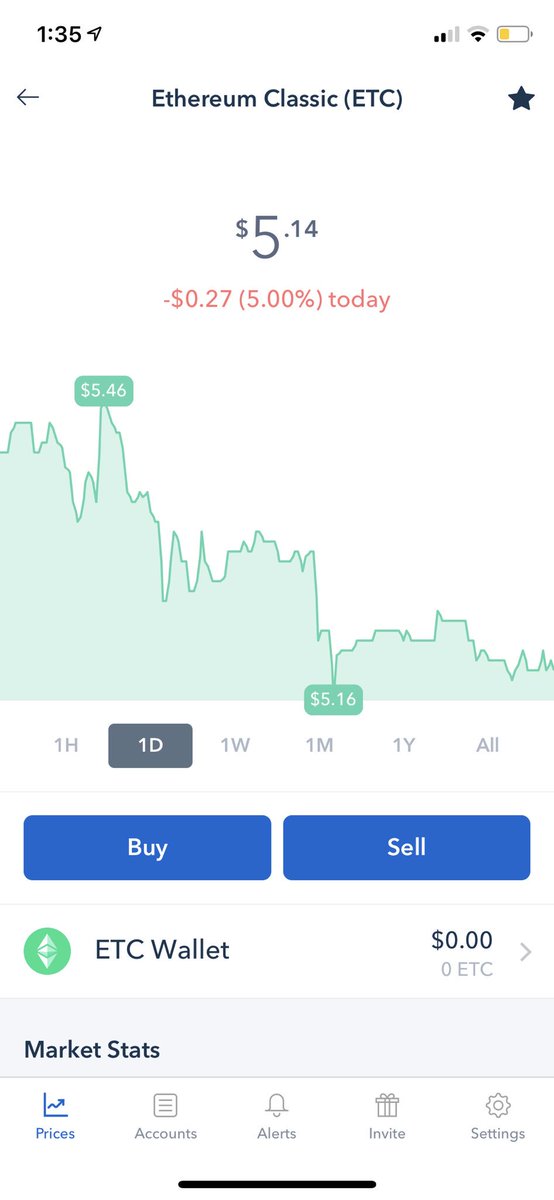 1:35
Ethereum Classic (ETC)
$5.14
-$0.27 (5.00%) today
$5.46
$5.16
1H 1D 1W 1M 1Y All
Buy Sell
ETC Wallet $0.00
0 ETC
Market Stats
Prices Accounts Alerts Invite Settings